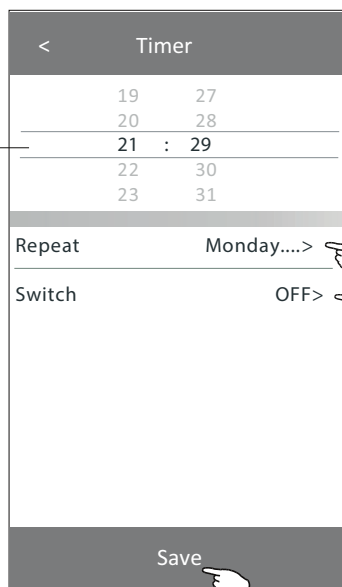 < Timer
19 27
20 28
21 : 29
22 30
23 31
Repeat Monday....>
Switch OFF>
Save